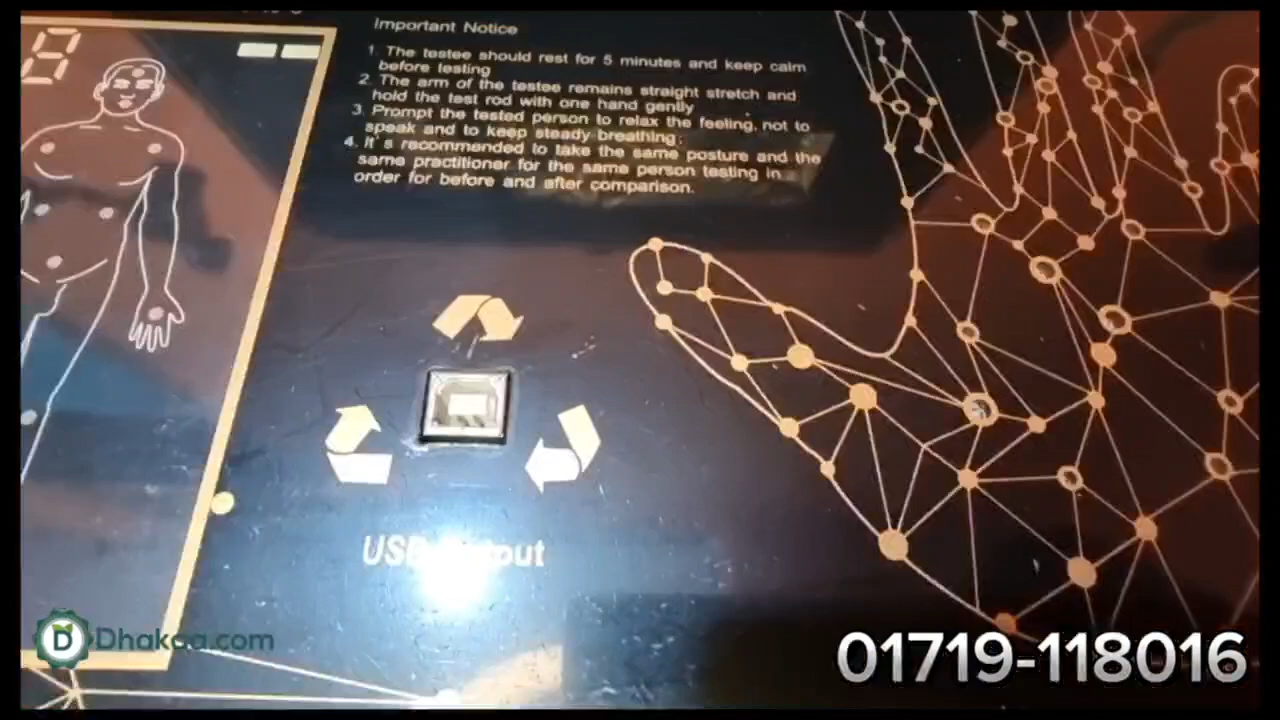 Important Notice
1. The testee should rest for 5 minutes and keep calm
before testing
2. The arm of the testee remains straight stretch and
hold the test rod with one hand gently
3. Prompt the tested person to relax the feeling, not to
speak and to keep steady breathing;
4. It's recommended to take the same posture and the
same practitioner for the same person testing in
order for before and after comparison.
8
USB
Dhakaa.com
01719-118016